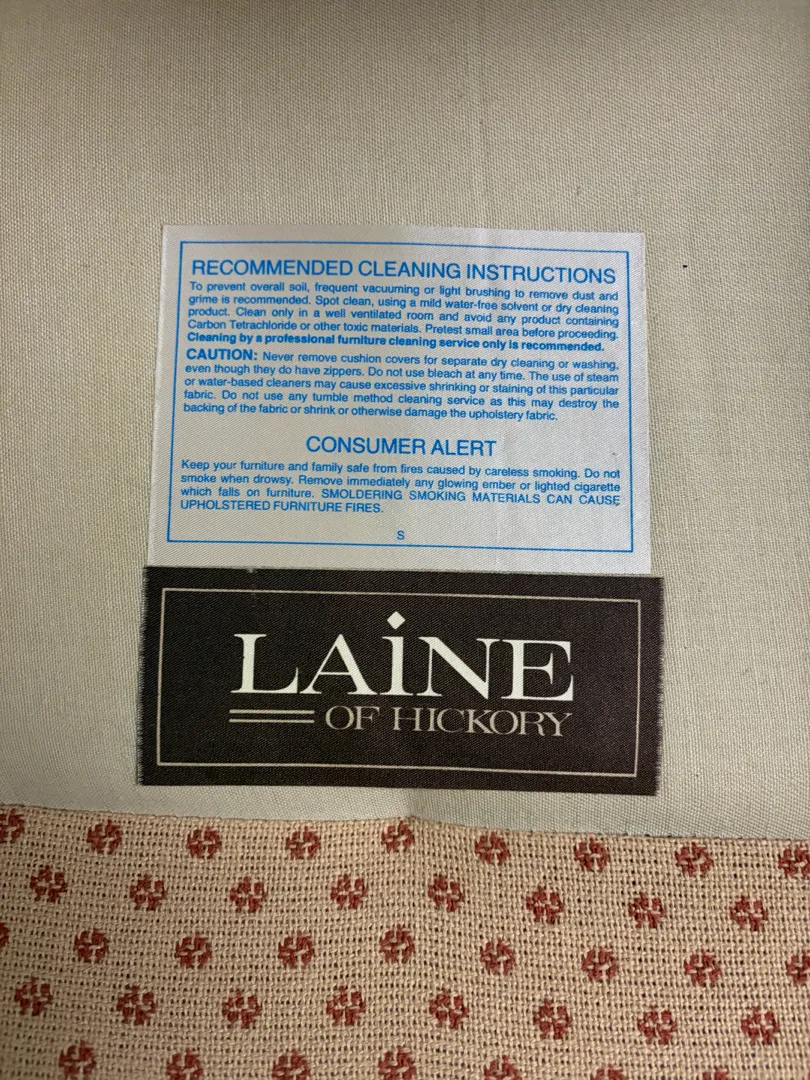 RECOMMENDED CLEANING INSTRUCTIONS
To prevent overall soil, frequent vacuuming or light brushing to remove dust and
grime is recommended. Spot clean, using a mild water-free solvent or dry cleaning
product. Clean only in a well ventilated room and avoid any product containing
Carbon Tetrachloride or other toxic materials. Pretest small area before proceeding.
Cleaning by a professional furniture cleaning service only is recommended.
CAUTION: Never remove cushion covers for separate dry cleaning or washing,
even though they do have zippers. Do not use bleach at any time. The use of steam
or water-based cleaners may cause excessive shrinking or staining of this particular
fabric. Do not use any tumble method cleaning service as this may destroy the
backing of the fabric or shrink or otherwise damage the upholstery fabric.
CONSUMER ALERT
Keep your furniture and family safe from fires caused by careless smoking. Do not
smoke when drowsy. Remove immediately any glowing ember or lighted cigarette
which falls on furniture. SMOLDERING SMOKING MATERIALS CAN CAUSE
UPHOLSTERED FURNITURE FIRES.
S
LAiNE
OF HICKORY